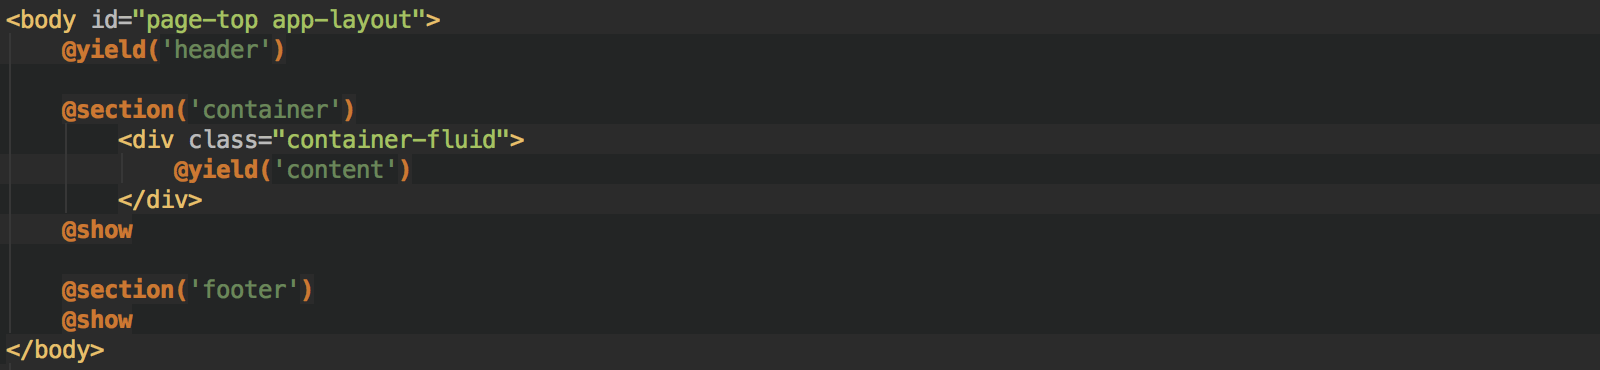 <body id="page-top app-layout">
@yield('header')
@section('container')
<div class="container-fluid">
@yield('content')
</div>
@show
@section('footer')
@show
</body>